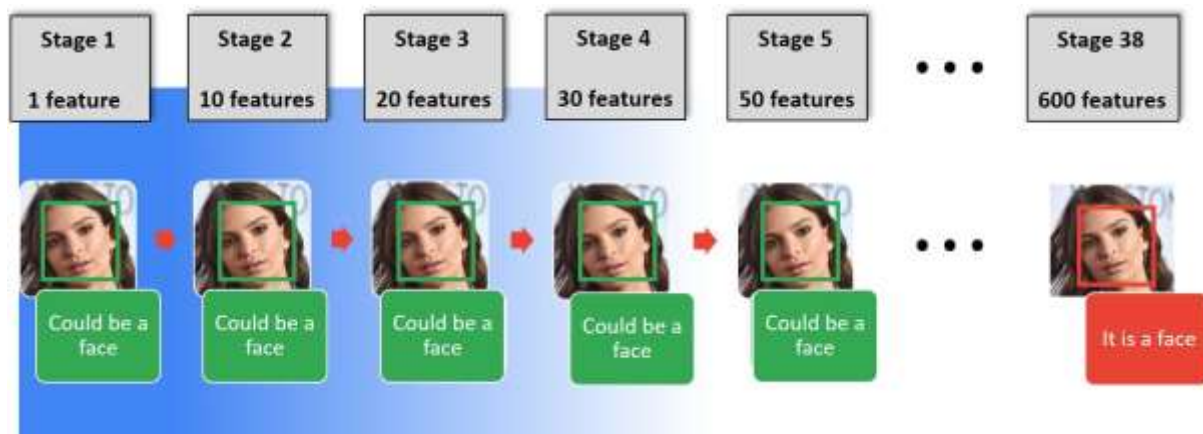 Stage 1
1 feature
Stage 2
10 features
Stage 3
20 features
Stage 4
30 features
Stage 5
50 features
Stage 38
600 features
Could be a
face
Could be a
face
Could be a
face
Could be a
face
Could be a
face
It is a face